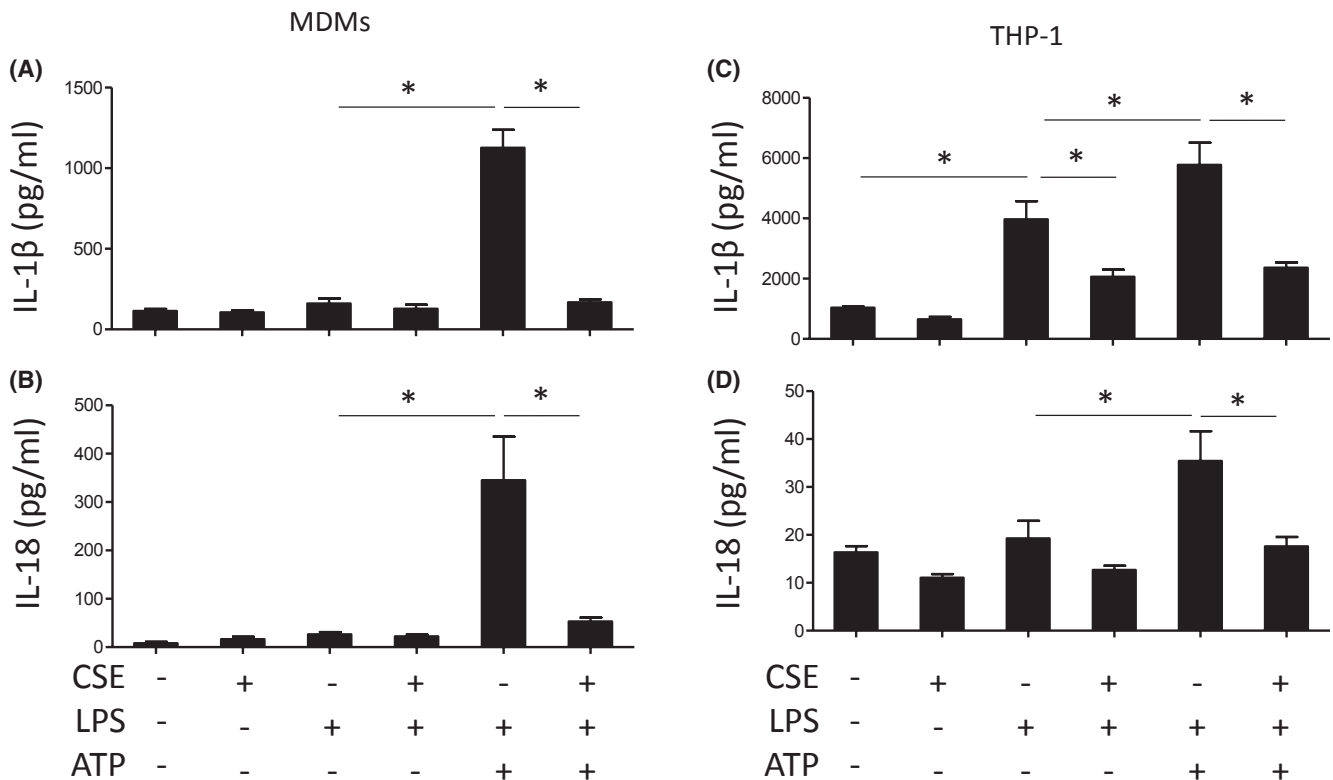 MDMs
THP-1
(A)
IL-1β (pg/ml)
1500
1000
500
0
* *
(C)
IL-1β (pg/ml)
8000
6000
4000
2000
0
* * * *
(B)
IL-18 (pg/ml)
500
400
300
200
100
0
* *
(D)
IL-18 (pg/ml)
50
40
30
20
10
0
* *
CSE - + - + - +
LPS - - + + + +
ATP - - - - + +
CSE - + - + - +
LPS - - + + + +
ATP - - - - + +